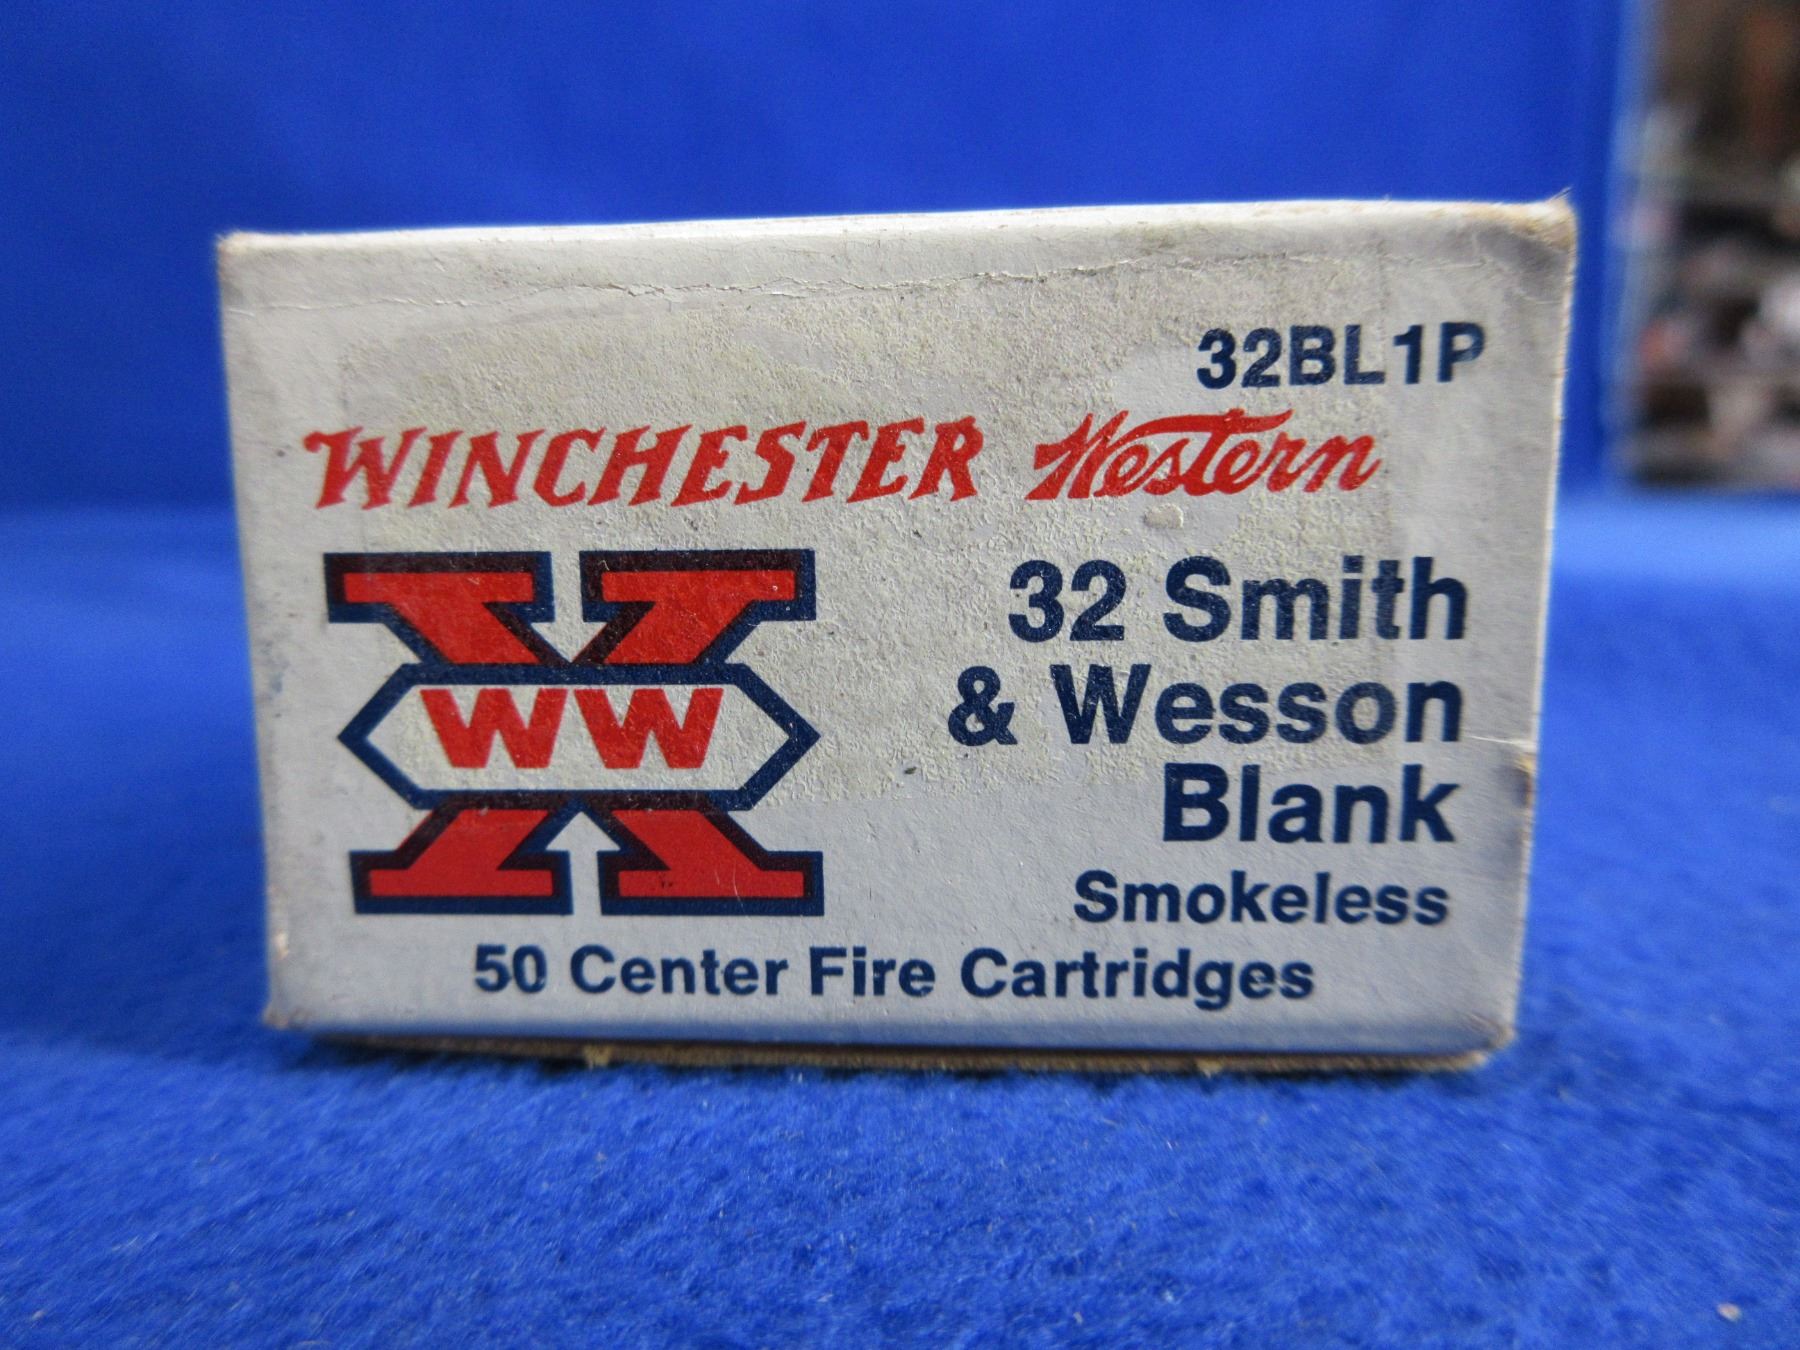 32BL1P
WINCHESTER Western
WW
32 Smith
& Wesson
Blank
Smokeless
50 Center Fire Cartridges